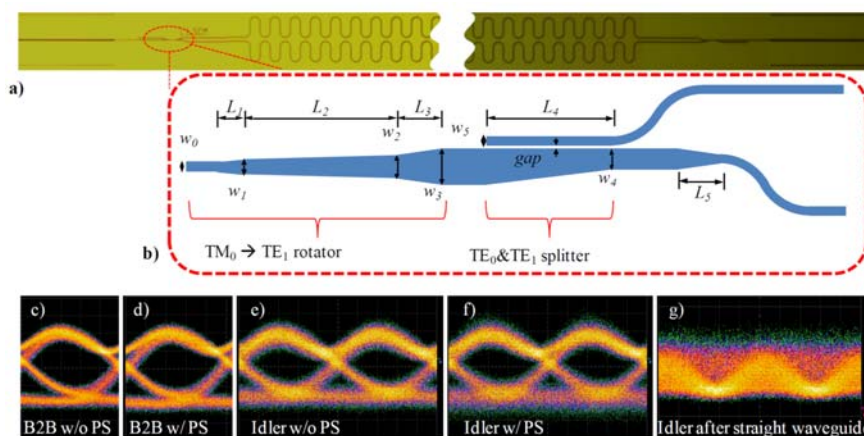 a)
L1 L2 L3 L4
w0 w2 w5
gap
w1 w3 w4 L5
b) TM0 → TE1 rotator TE0&TE1 splitter
c) d) e) f) g)
B2B w/o PS B2B w/ PS Idler w/o PS Idler w/ PS Idler after straight waveguid